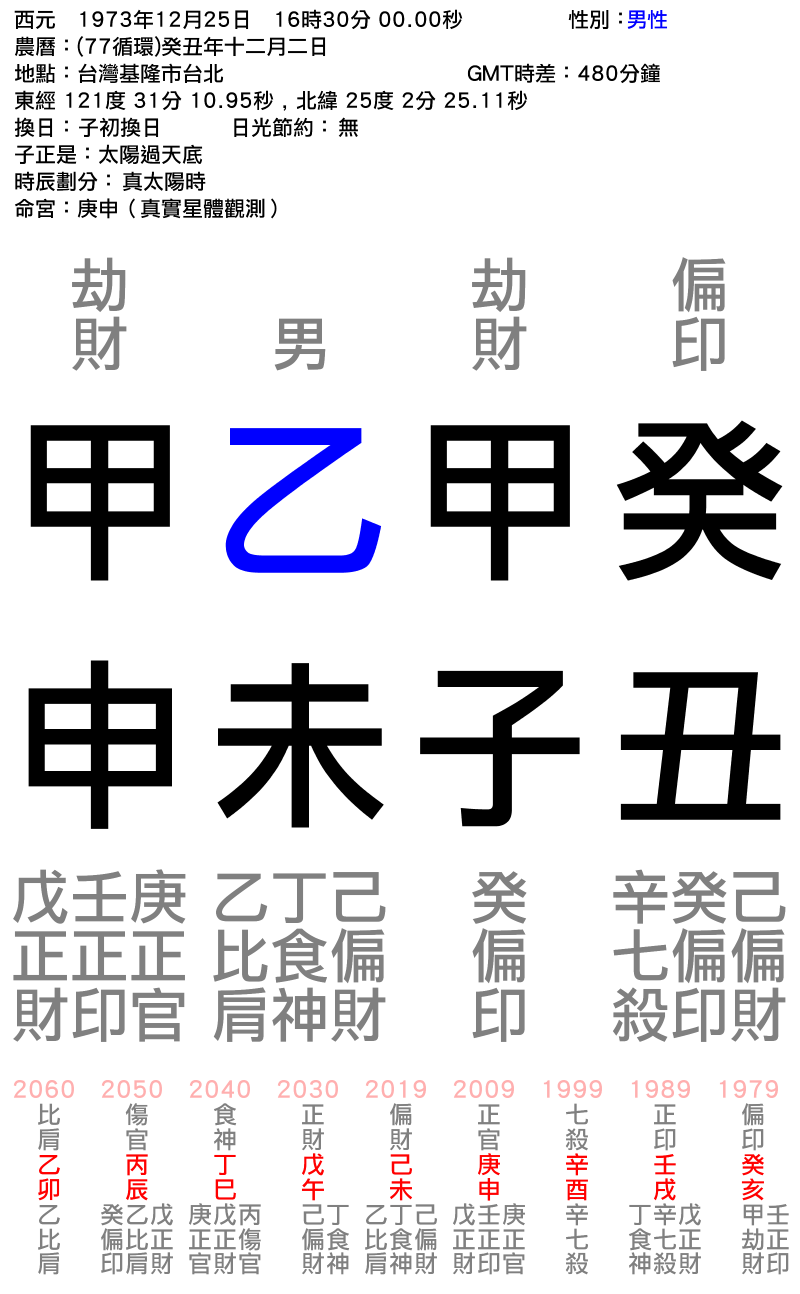 西元　1973年12月25日　16時30分 00.00秒　性別：男性
農曆：(77循環)癸丑年十二月二日
地點：台灣基隆市台北　GMT時差：480分鐘
東經 121度 31分 10.95秒 , 北緯 25度 2分 25.11秒
換日：子初換日　日光節約：無
子正是：太陽過天底
時辰劃分：真太陽時
命宮：庚申 ( 真實星體觀測 )
劫財　男　劫財　偏印
甲　乙　甲　癸
申　未　子　丑
戊壬庚　乙丁己　癸　辛癸己
正正正　比食偏　偏　七偏偏
財印官　肩神財　印　殺印財
2060　2050　2040　2030　2019　2009　1999　1989　1979
比　傷　食　正　偏　正　七　正　偏
肩　官　神　財　財　官　殺　印　印
乙　丙　丁　戊　己　庚　辛　壬　癸
卯　辰　巳　午　未　申　酉　戌　亥
乙　癸乙戊　庚戊丙　己丁　乙丁己　戊壬庚　辛　丁辛戊　甲壬
比　偏比正　正正傷　偏食　比食偏　正正正　七　食七正　劫正
肩　印肩財　官財官　財神　肩神財　財印官　殺　神殺財　財印